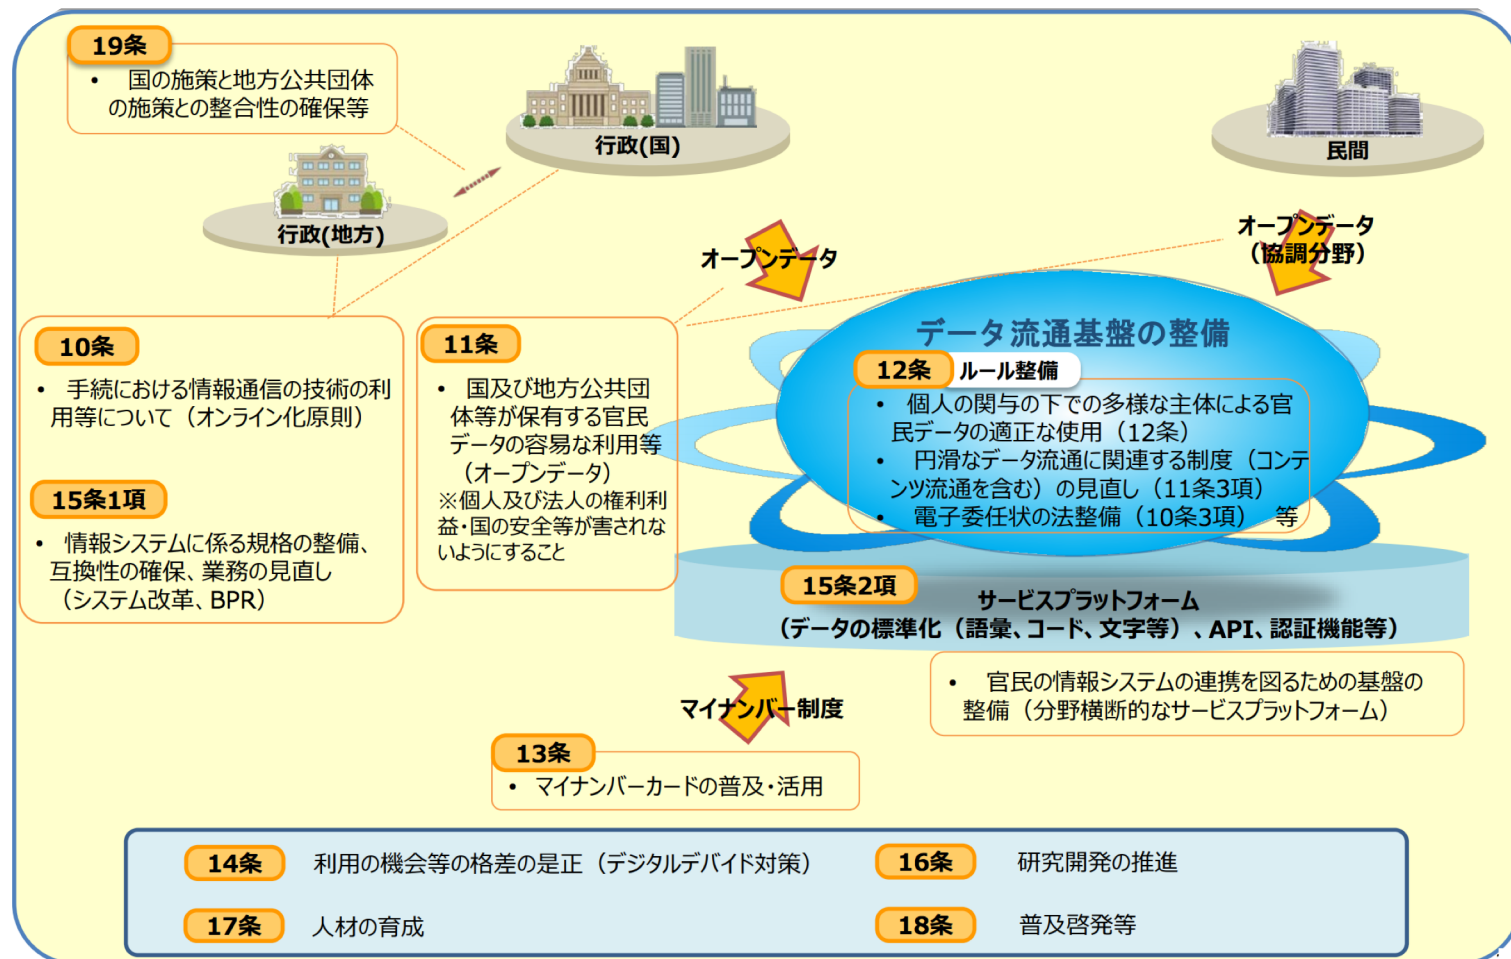 19条
• 国の施策と地方公共団体
の施策との整合性の確保等
行政(国)
民間
行政(地方)
オープンデータ
オープンデータ
（協調分野）
10条
• 手続における情報通信の技術の利
用等について（オンライン化原則）
15条1項
• 情報システムに係る規格の整備、
互換性の確保、業務の見直し
（システム改革、BPR）
11条
• 国及び地方公共団
体等が保有する官民
データの容易な利用等
（オープンデータ）
※個人及び法人の権利利
益・国の安全等が害されな
いようにすること
データ流通基盤の整備
12条 ルール整備
• 個人の関与の下での多様な主体による官
民データの適正な使用（12条）
• 円滑なデータ流通に関連する制度（コンテ
ンツ流通を含む）の見直し（11条3項）
• 電子委任状の法整備（10条3項） 等
15条2項
サービスプラットフォーム
（データの標準化（語彙、コード、文字等）、API、認証機能等）
• 官民の情報システムの連携を図るための基盤の
整備（分野横断的なサービスプラットフォーム）
マイナンバー制度
13条
• マイナンバーカードの普及・活用
14条 利用の機会等の格差の是正（デジタルデバイド対策）
16条 研究開発の推進
17条 人材の育成
18条 普及啓発等